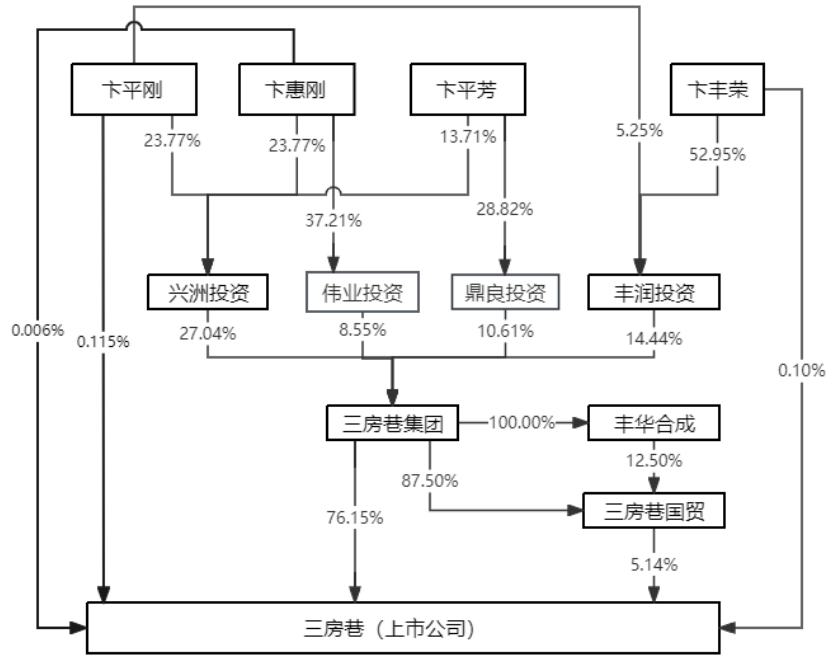 卞平刚
卞惠刚
卞平芳
卞丰荣
23.77%
23.77%
13.71%
5.25%
52.95%
37.21%
28.82%
兴洲投资
伟业投资
鼎良投资
丰润投资
0.006%
0.115%
27.04%
8.55%
10.61%
14.44%
0.10%
三房巷集团
100.00%
丰华合成
87.50%
12.50%
76.15%
三房巷国贸
5.14%
三房巷（上市公司）